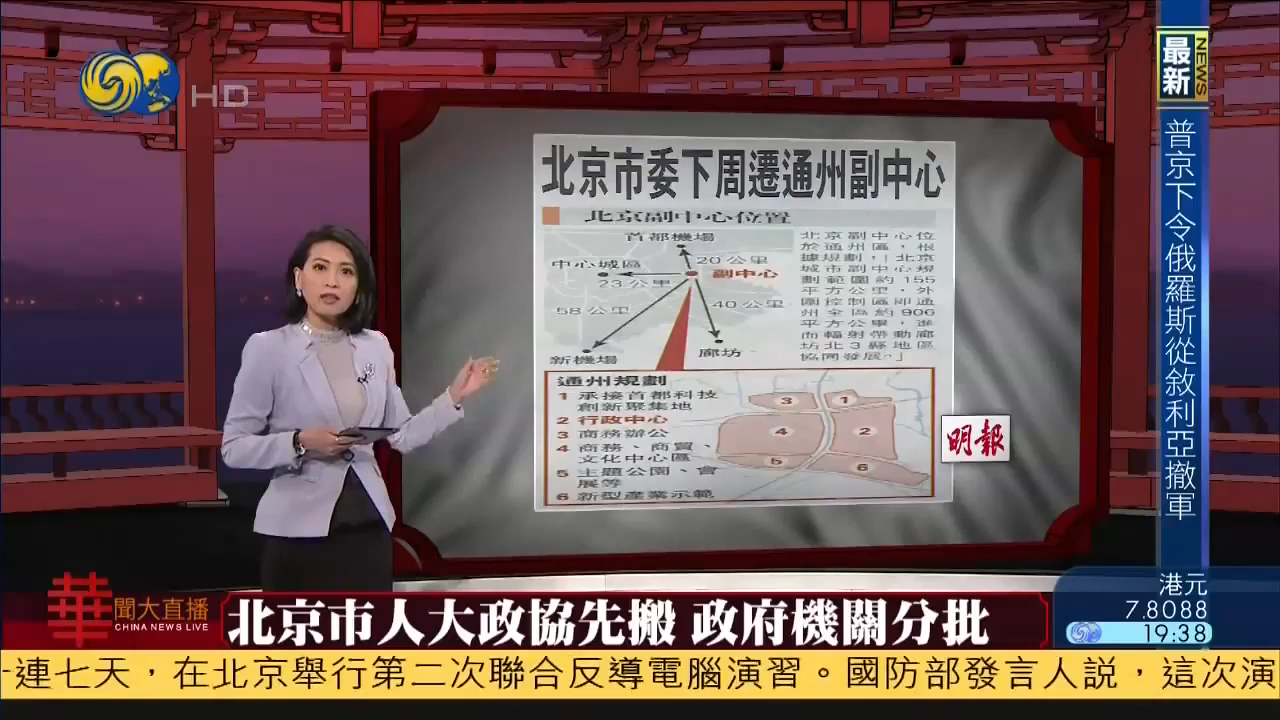 HD
北京市委下周遷通州副中心
北京副中心位置
首都機場
20公里
中心城區
副中心
23公里
40公里
58公里
廊坊
新機場
北京副中心位
於通州區，根
據規劃，「北京
城市副中心規
劃範圍約155
平方公里，外
圍控制區即通
州全區約906
平方公里，進
而輻射帶動廊
坊北3縣地區
協同發展。」
通州規劃
1 承接首都科技
創新聚集地
2 行政中心
3 商務辦公
4 商務、商貿、
文化中心區
5 主題公園、會
展等
6 新型產業示範
3
1
4
2
5
6
明報
最新
NEWS
普京下令俄羅斯從敘利亞撤軍
港元
7.8088
19:38
華聞大直播
CHINA NEWS LIVE
北京市人大政協先搬 政府機關分批
一連七天，在北京舉行第二次聯合反導電腦演習。國防部發言人説，這次演